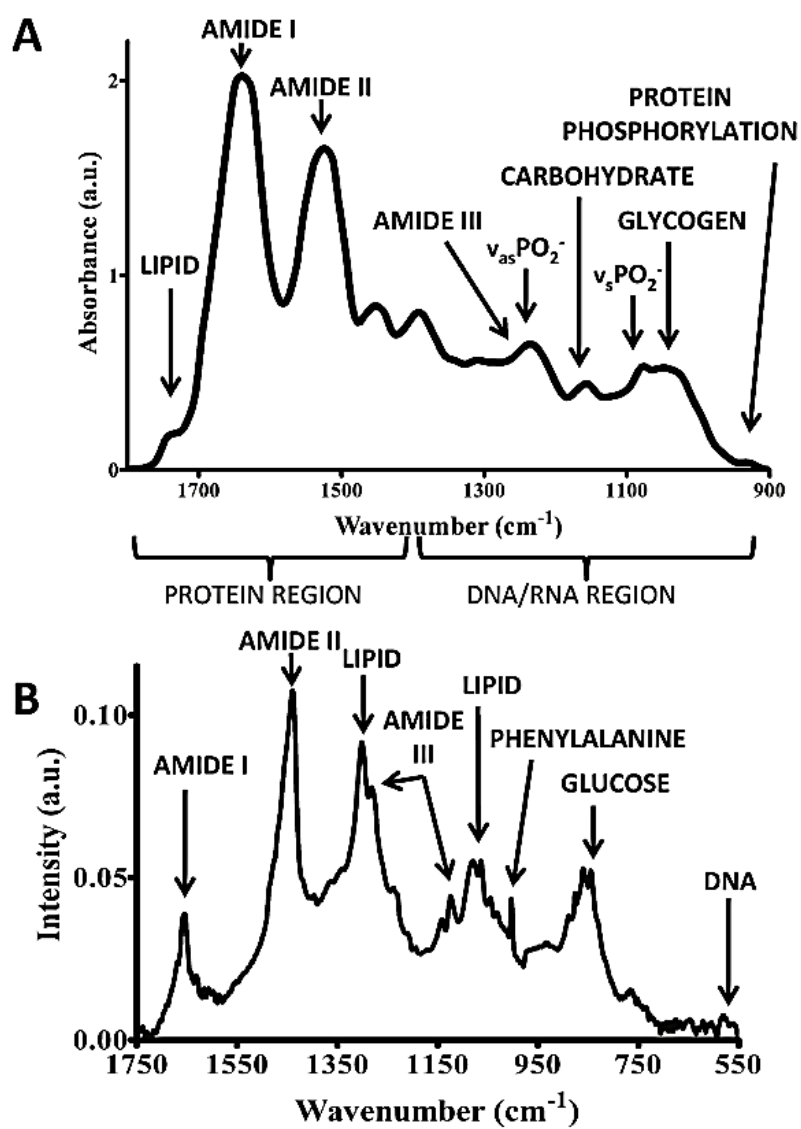 A
AMIDE I
AMIDE II
PROTEIN
PHOSPHORYLATION
CARBOHYDRATE
AMIDE III
GLYCOGEN
vasPO2-
LIPID
vsPO2-
Absorbance (a.u.)
2
1
0
1700 1500 1300 1100 900
Wavenumber (cm-1)
PROTEIN REGION DNA/RNA REGION
B
AMIDE II
LIPID
LIPID
AMIDE
III
PHENYLALANINE
AMIDE I
GLUCOSE
DNA
Intensity (a.u.)
0.10
0.05
0.00
1750 1550 1350 1150 950 750 550
Wavenumber (cm-1)